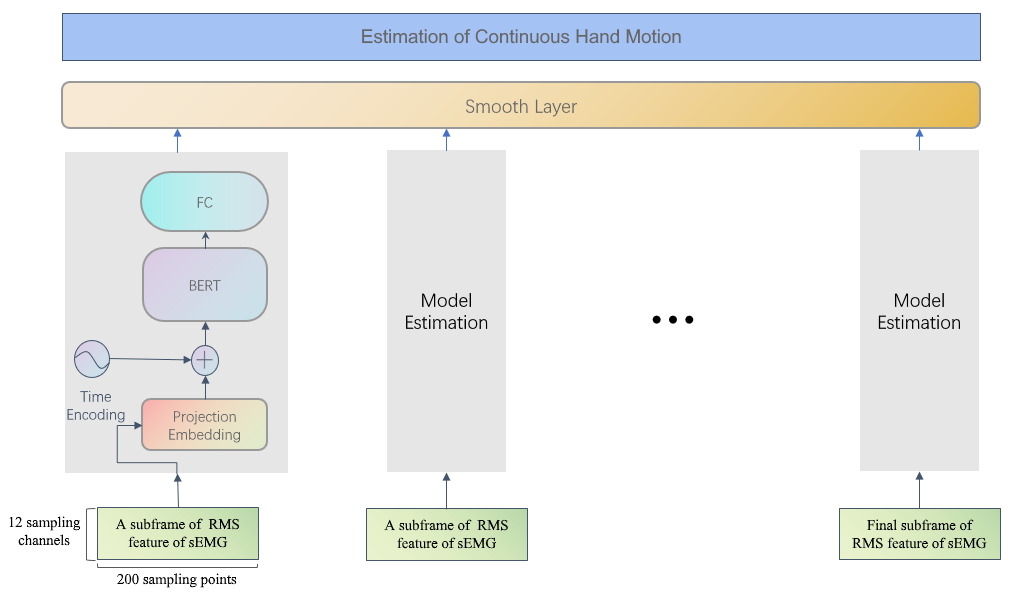 Estimation of Continuous Hand Motion
Smooth Layer
FC
BERT
Time
Encoding
Projection
Embedding
Model
Estimation
Model
Estimation
12 sampling
channels
A subframe of RMS
feature of sEMG
200 sampling points
A subframe of RMS
feature of sEMG
Final subframe of
RMS feature of sEMG